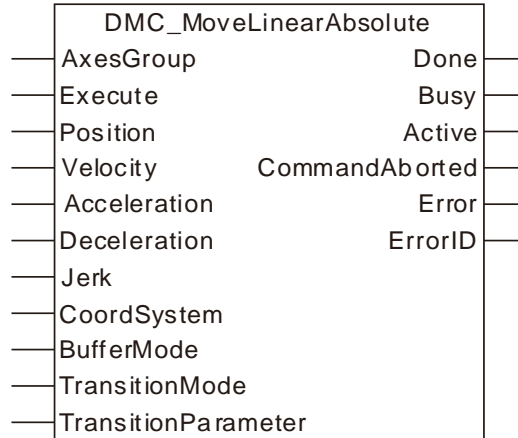 DMC_MoveLinearAbsolute
AxesGroup Done
Execute Busy
Position Active
Velocity CommandAborted
Acceleration Error
Deceleration ErrorID
Jerk
CoordSystem
BufferMode
TransitionMode
TransitionParameter